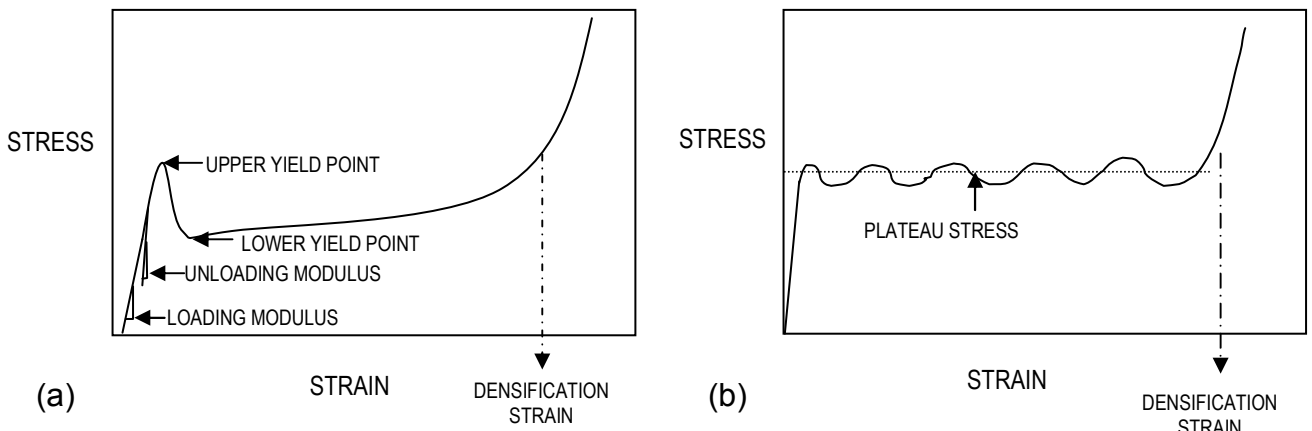 STRESS
UPPER YIELD POINT
LOWER YIELD POINT
UNLOADING MODULUS
LOADING MODULUS
STRAIN
DENSIFICATION
STRAIN
(a)
STRESS
PLATEAU STRESS
STRAIN
DENSIFICATION
STRAIN
(b)